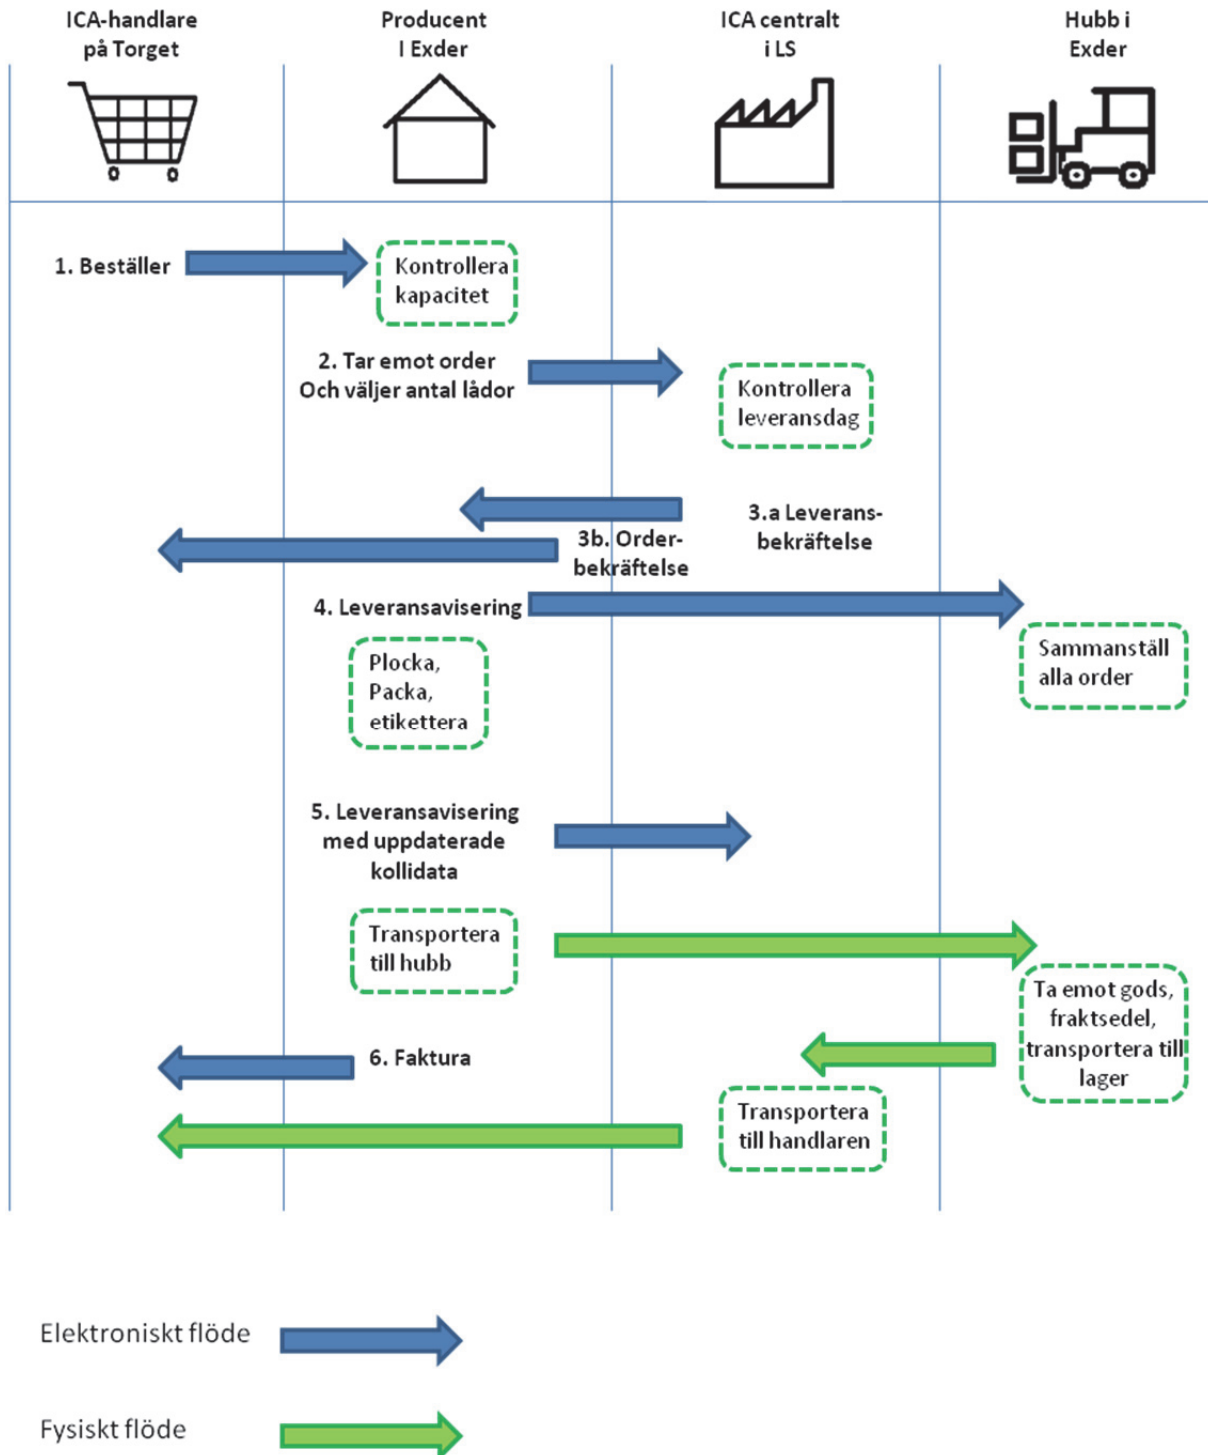 ICA-handlare
på Torget
Producent
I Exder
ICA centralt
i LS
Hubb i
Exder
1. Beställer
Kontrollera
kapacitet
2. Tar emot order
Och väljer antal lådor
Kontrollera
leveransdag
3.a Leverans-
bekräftelse
3b. Order-
bekräftelse
4. Leveransavisering
Sammanställ
alla order
Plocka,
Packa,
etikettera
5. Leveransavisering
med uppdaterade
kollidata
Transportera
till hubb
Ta emot gods,
fraktsedel,
transportera till
lager
6. Faktura
Transportera
till handlaren
Elektroniskt flöde
Fysiskt flöde